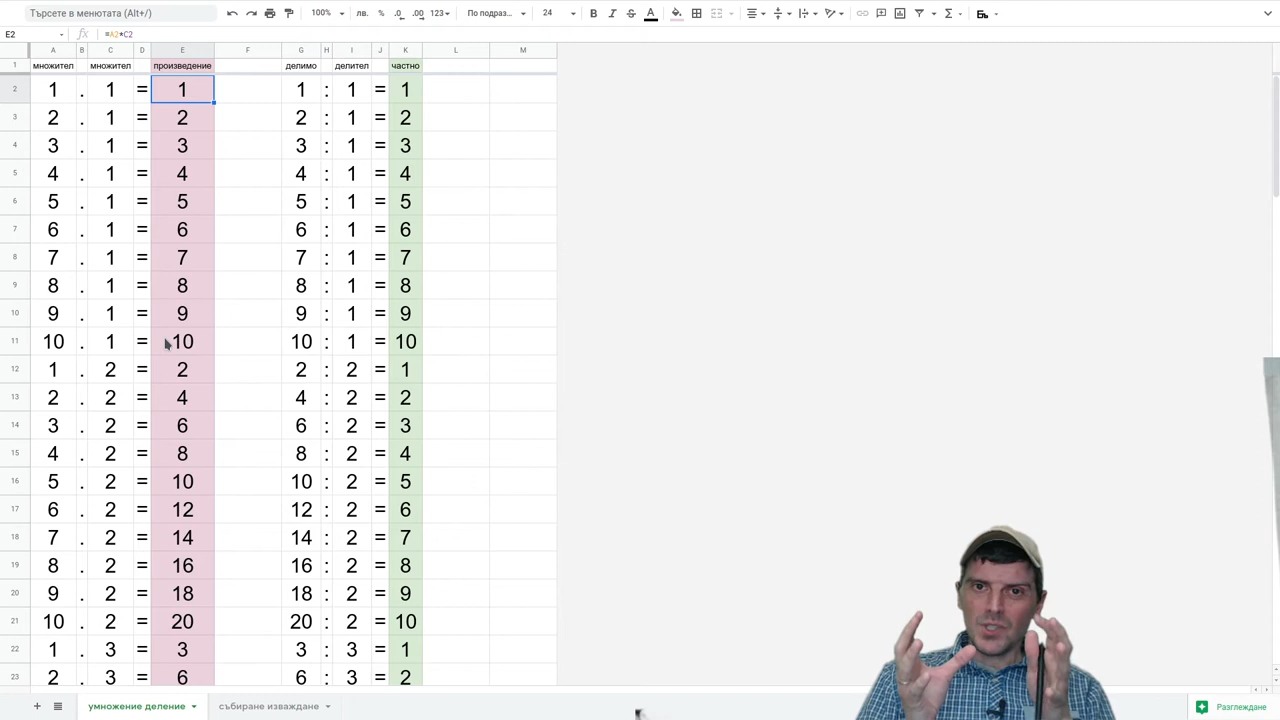 Търсете в менютата (Alt+/) 100% лв. % .0 .00 123 По подраз... 24 B I S A Σ
E2 fx =A2*C2
A B C D E F G H I J K L M
1 множител множител произведение делимо делител частно
2 1 . 1 = 1 1 : 1 = 1
3 2 . 1 = 2 2 : 1 = 2
4 3 . 1 = 3 3 : 1 = 3
5 4 . 1 = 4 4 : 1 = 4
6 5 . 1 = 5 5 : 1 = 5
7 6 . 1 = 6 6 : 1 = 6
8 7 . 1 = 7 7 : 1 = 7
9 8 . 1 = 8 8 : 1 = 8
10 9 . 1 = 9 9 : 1 = 9
11 10 . 1 = 10 10 : 1 = 10
12 1 . 2 = 2 2 : 2 = 1
13 2 . 2 = 4 4 : 2 = 2
14 3 . 2 = 6 6 : 2 = 3
15 4 . 2 = 8 8 : 2 = 4
16 5 . 2 = 10 10 : 2 = 5
17 6 . 2 = 12 12 : 2 = 6
18 7 . 2 = 14 14 : 2 = 7
19 8 . 2 = 16 16 : 2 = 8
20 9 . 2 = 18 18 : 2 = 9
21 10 . 2 = 20 20 : 2 = 10
22 1 . 3 = 3 3 : 3 = 1
23 2 . 3 = 6 6 : 3 = 2
умножение деление събиране изваждане Разглеждане